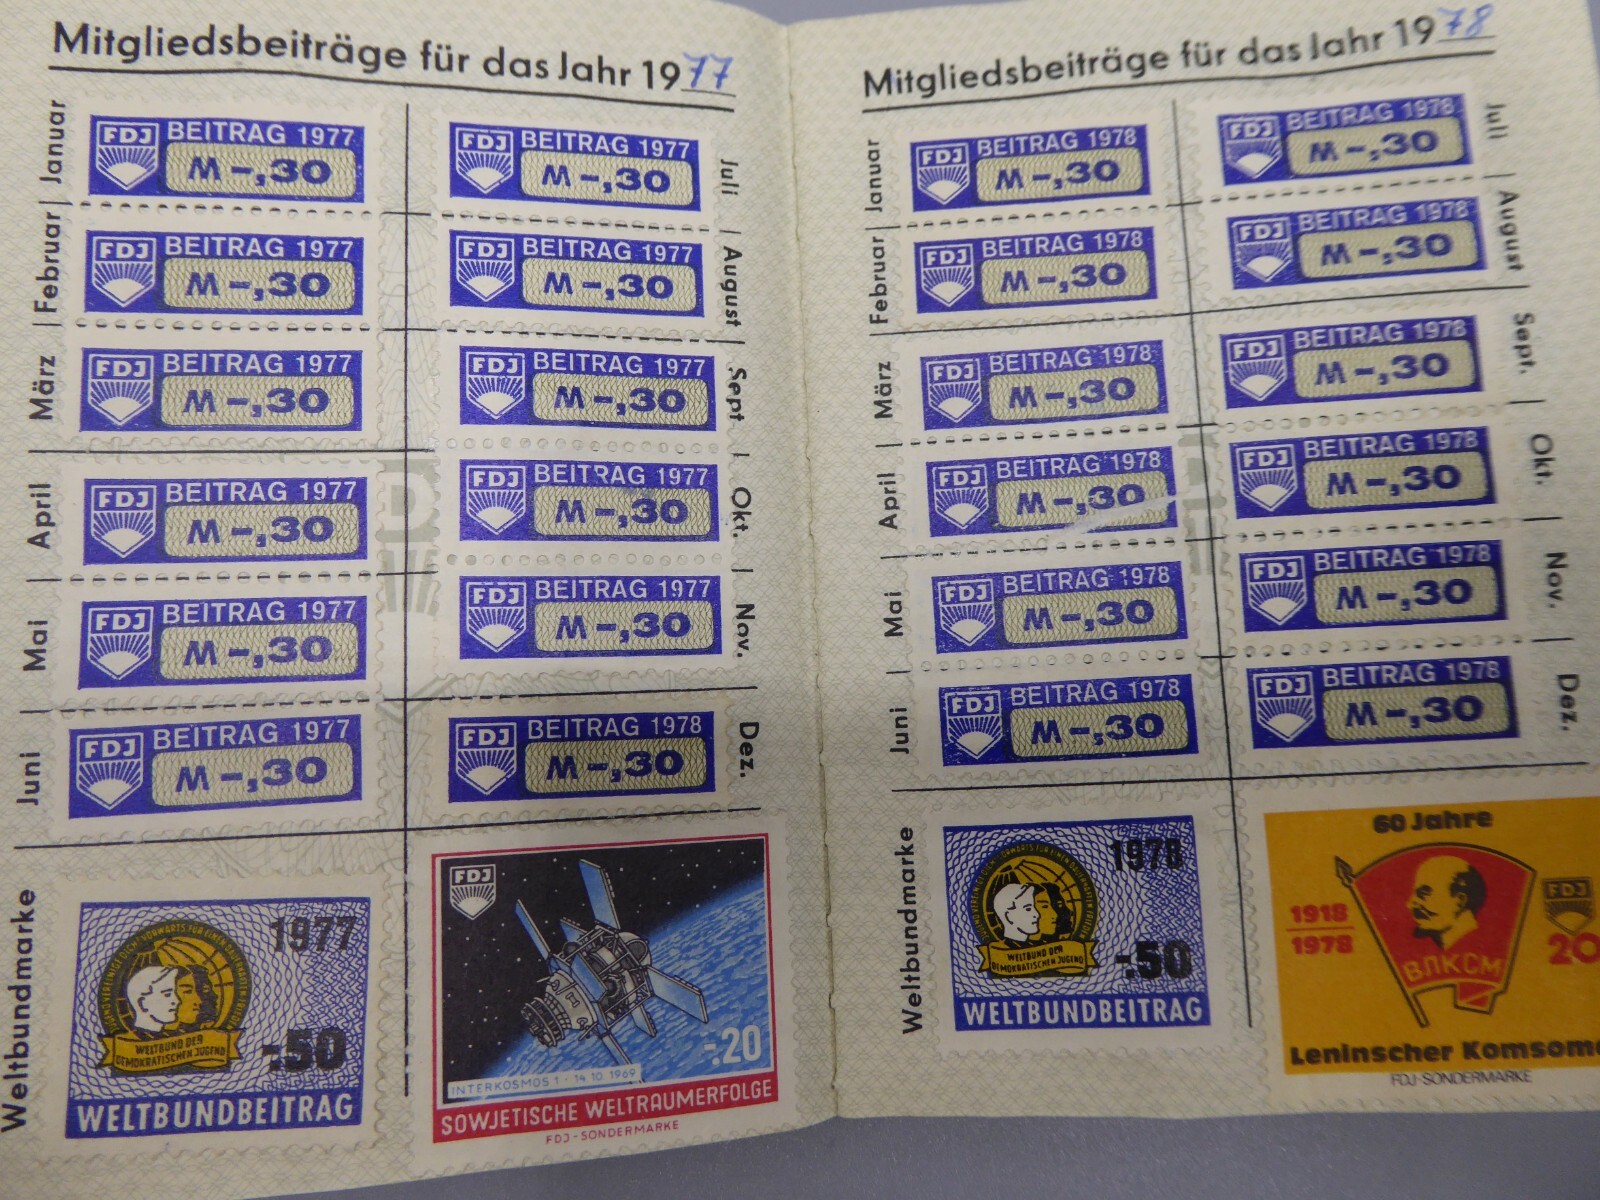 Mitgliedsbeiträge für das Jahr 1977
Januar
FDJ BEITRAG 1977
M -,30
FDJ BEITRAG 1977
M -,30
Juli
Februar
FDJ BEITRAG 1977
M -,30
FDJ BEITRAG 1977
M -,30
August
März
FDJ BEITRAG 1977
M -,30
FDJ BEITRAG 1977
M -,30
Sept.
April
FDJ BEITRAG 1977
M -,30
FDJ BEITRAG 1977
M -,30
Okt.
Mai
FDJ BEITRAG 1977
M -,30
FDJ BEITRAG 1977
M -,30
Nov.
Juni
FDJ BEITRAG 1977
M -,30
FDJ BEITRAG 1978
M -,30
Dez.
Weltbundmarke
1977
WELTBUND DER
DEMOKRATISCHEN JUGEND
-.50
WELTBUNDBEITRAG
FDJ
-.20
INTERKOSMOS 1 - 14.10.1969
SOWJETISCHE WELTRAUMERFOLGE
FDJ-SONDERMARKE
Mitgliedsbeiträge für das Jahr 1978
Januar
FDJ BEITRAG 1978
M -,30
FDJ BEITRAG 1978
M -,30
Juli
Februar
FDJ BEITRAG 1978
M -,30
FDJ BEITRAG 1978
M -,30
August
März
FDJ BEITRAG 1978
M -,30
FDJ BEITRAG 1978
M -,30
Sept.
April
FDJ BEITRAG 1978
M -,30
FDJ BEITRAG 1978
M -,30
Okt.
Mai
FDJ BEITRAG 1978
M -,30
FDJ BEITRAG 1978
M -,30
Nov.
Juni
FDJ BEITRAG 1978
M -,30
FDJ BEITRAG 1978
M -,30
Dez.
Weltbundmarke
1978
WELTBUND DER
DEMOKRATISCHEN JUGEND
-.50
WELTBUNDBEITRAG
60 Jahre
1918
1978
FDJ
20
ВЛКСМ
Leninscher Komsomo
FDJ-SONDERMARKE